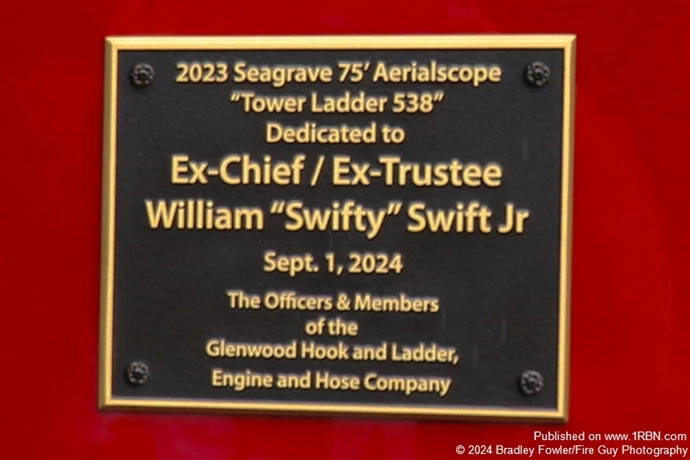 2023 Seagrave 75' Aerialscope
"Tower Ladder 538"
Dedicated to
Ex-Chief / Ex-Trustee
William "Swifty" Swift Jr
Sept. 1, 2024
The Officers & Members
of the
Glenwood Hook and Ladder,
Engine and Hose Company
Published on www.1RBN.com
© 2024 Bradley Fowler/Fire Guy Photography